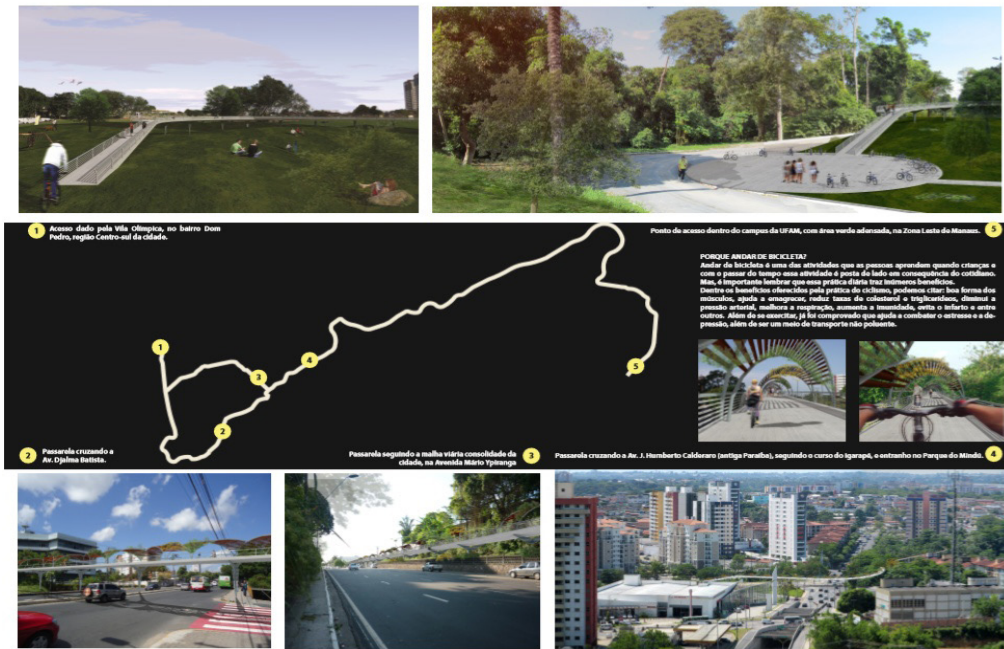 1
Acesso dado pela Vila Olímpica, no bairro Dom
Pedro, região Centro-sul da cidade.
Ponto de acesso dentro do campus da UFAM, com área verde adensada, na Zona Leste de Manaus.
5
PORQUE ANDAR DE BICICLETA?
Andar de bicicleta é uma das atividades que as pessoas aprendem quando crianças e
com o passar do tempo essa atividade é posta de lado em consequência do cotidiano.
Mas, é importante lembrar que essa prática diária traz inúmeros benefícios.
Dentre os benefícios oferecidos pela prática do ciclismo, podemos citar: boa forma dos
músculos, ajuda a emagrecer, reduz taxas de colesterol e triglicerídeos, diminui a
pressão arterial, melhora a respiração, aumenta a imunidade, evita o infarto e entre
outros. Além de se exercitar, já foi comprovado que ajuda a combater o estresse e a de-
pressão, além de ser um meio de transporte não poluente.
1
4
3
5
2
2
Passarela cruzando a
Av. Djalma Batista.
Passarela seguindo a malha viária consolidade da
cidade, na Avenida Mário Ypiranga
3
Passarela cruzando a Av. J. Humberto Calderaro (antiga Paraíba), seguindo o curso do igarapé, e entranho no Parque do Mindú.
4